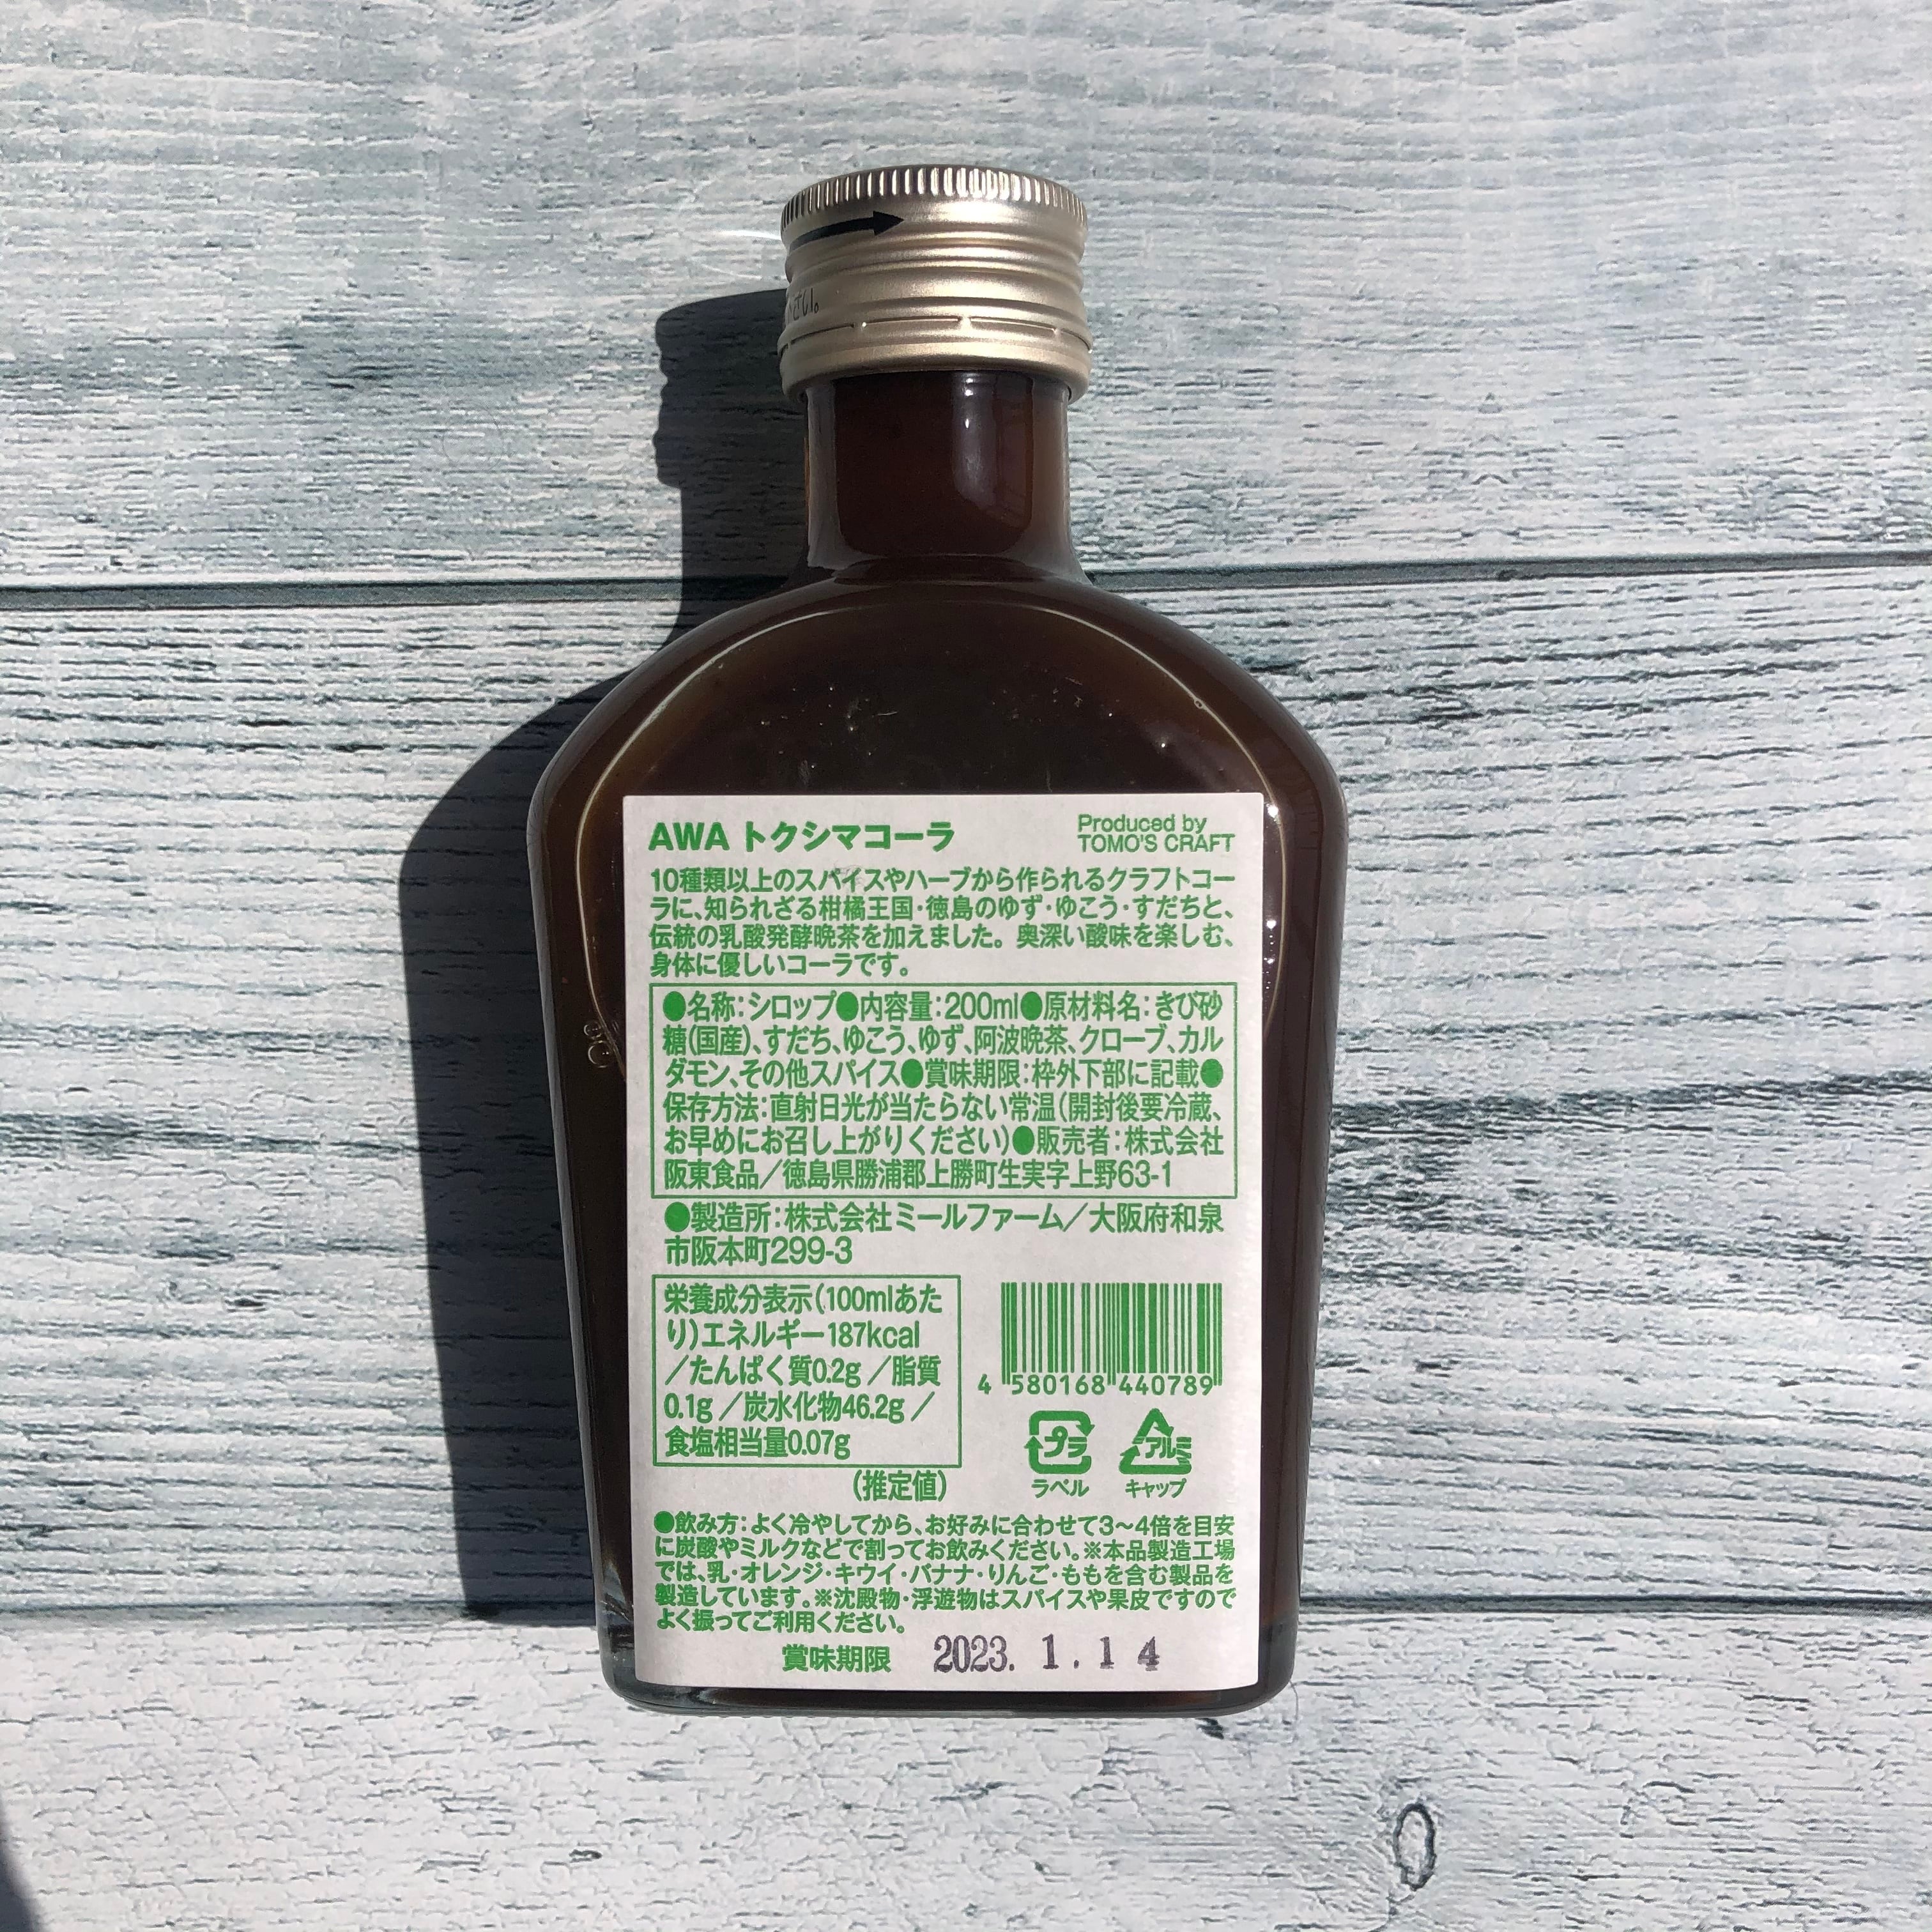 さい。
AWA トクシマコーラ
Produced by
TOMO'S CRAFT
10種類以上のスパイスやハーブから作られるクラフトコー
ラに、知られざる柑橘王国・徳島のゆず・ゆこう・すだちと、
伝統の乳酸発酵晩茶を加えました。奥深い酸味を楽しむ、
身体に優しいコーラです。
●名称：シロップ●内容量：200ml●原材料名：きび砂
糖(国産)、すだち、ゆこう、ゆず、阿波晩茶、クローブ、カル
ダモン、その他スパイス●賞味期限：枠外下部に記載●
保存方法：直射日光が当たらない常温(開封後要冷蔵、
お早めにお召し上がりください)●販売者：株式会社
阪東食品／徳島県勝浦郡上勝町生実字上野63-1
●製造所：株式会社ミールファーム／大阪府和泉
市阪本町299-3
栄養成分表示(100mlあた
り)エネルギー187kcal
／たんぱく質0.2g ／脂質
0.1g ／炭水化物46.2g ／
食塩相当量0.07g
(推定値)
4 580168 440789
プラ
アルミ
ラベル
キャップ
●飲み方：よく冷やしてから、お好みに合わせて3〜4倍を目安
に炭酸やミルクなどで割ってお飲みください。※本品製造工場
では、乳・オレンジ・キウイ・バナナ・りんご・ももを含む製品を
製造しています。※沈殿物・浮遊物はスパイスや果皮ですので
よく振ってご利用ください。
賞味期限 2023. 1. 14